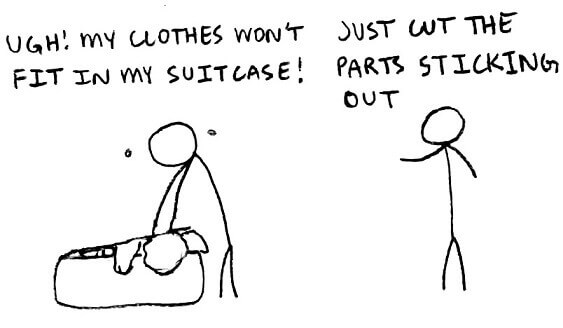 UGH! MY CLOTHES WON'T
FIT IN MY SUITCASE!
JUST CUT THE
PARTS STICKING
OUT